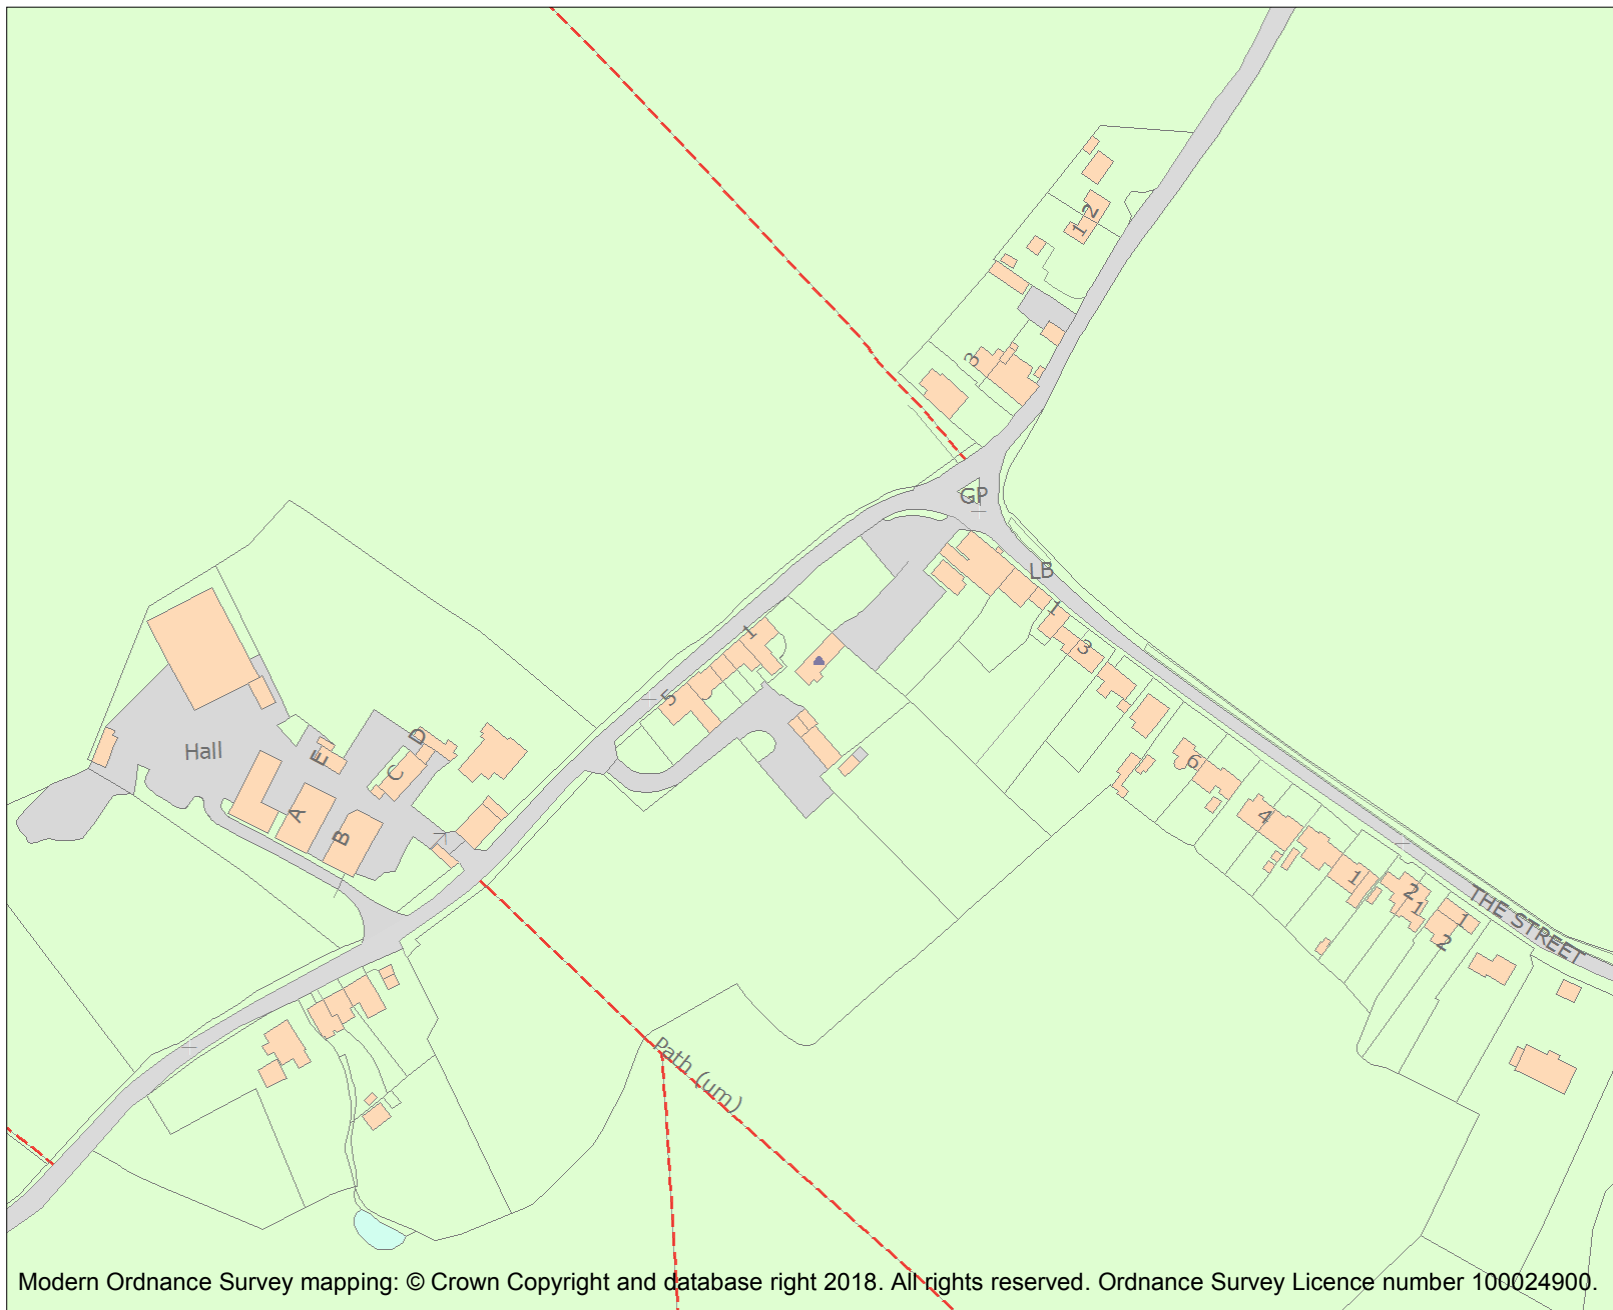 2
1
3
GP
LB
1
1
3
5
D
Hall
E
C
6
A
4
B
1
2
1
1
2
THE STREET
Path (um)
Modern Ordnance Survey mapping: © Crown Copyright and database right 2018. All rights reserved. Ordnance Survey Licence number 100024900.